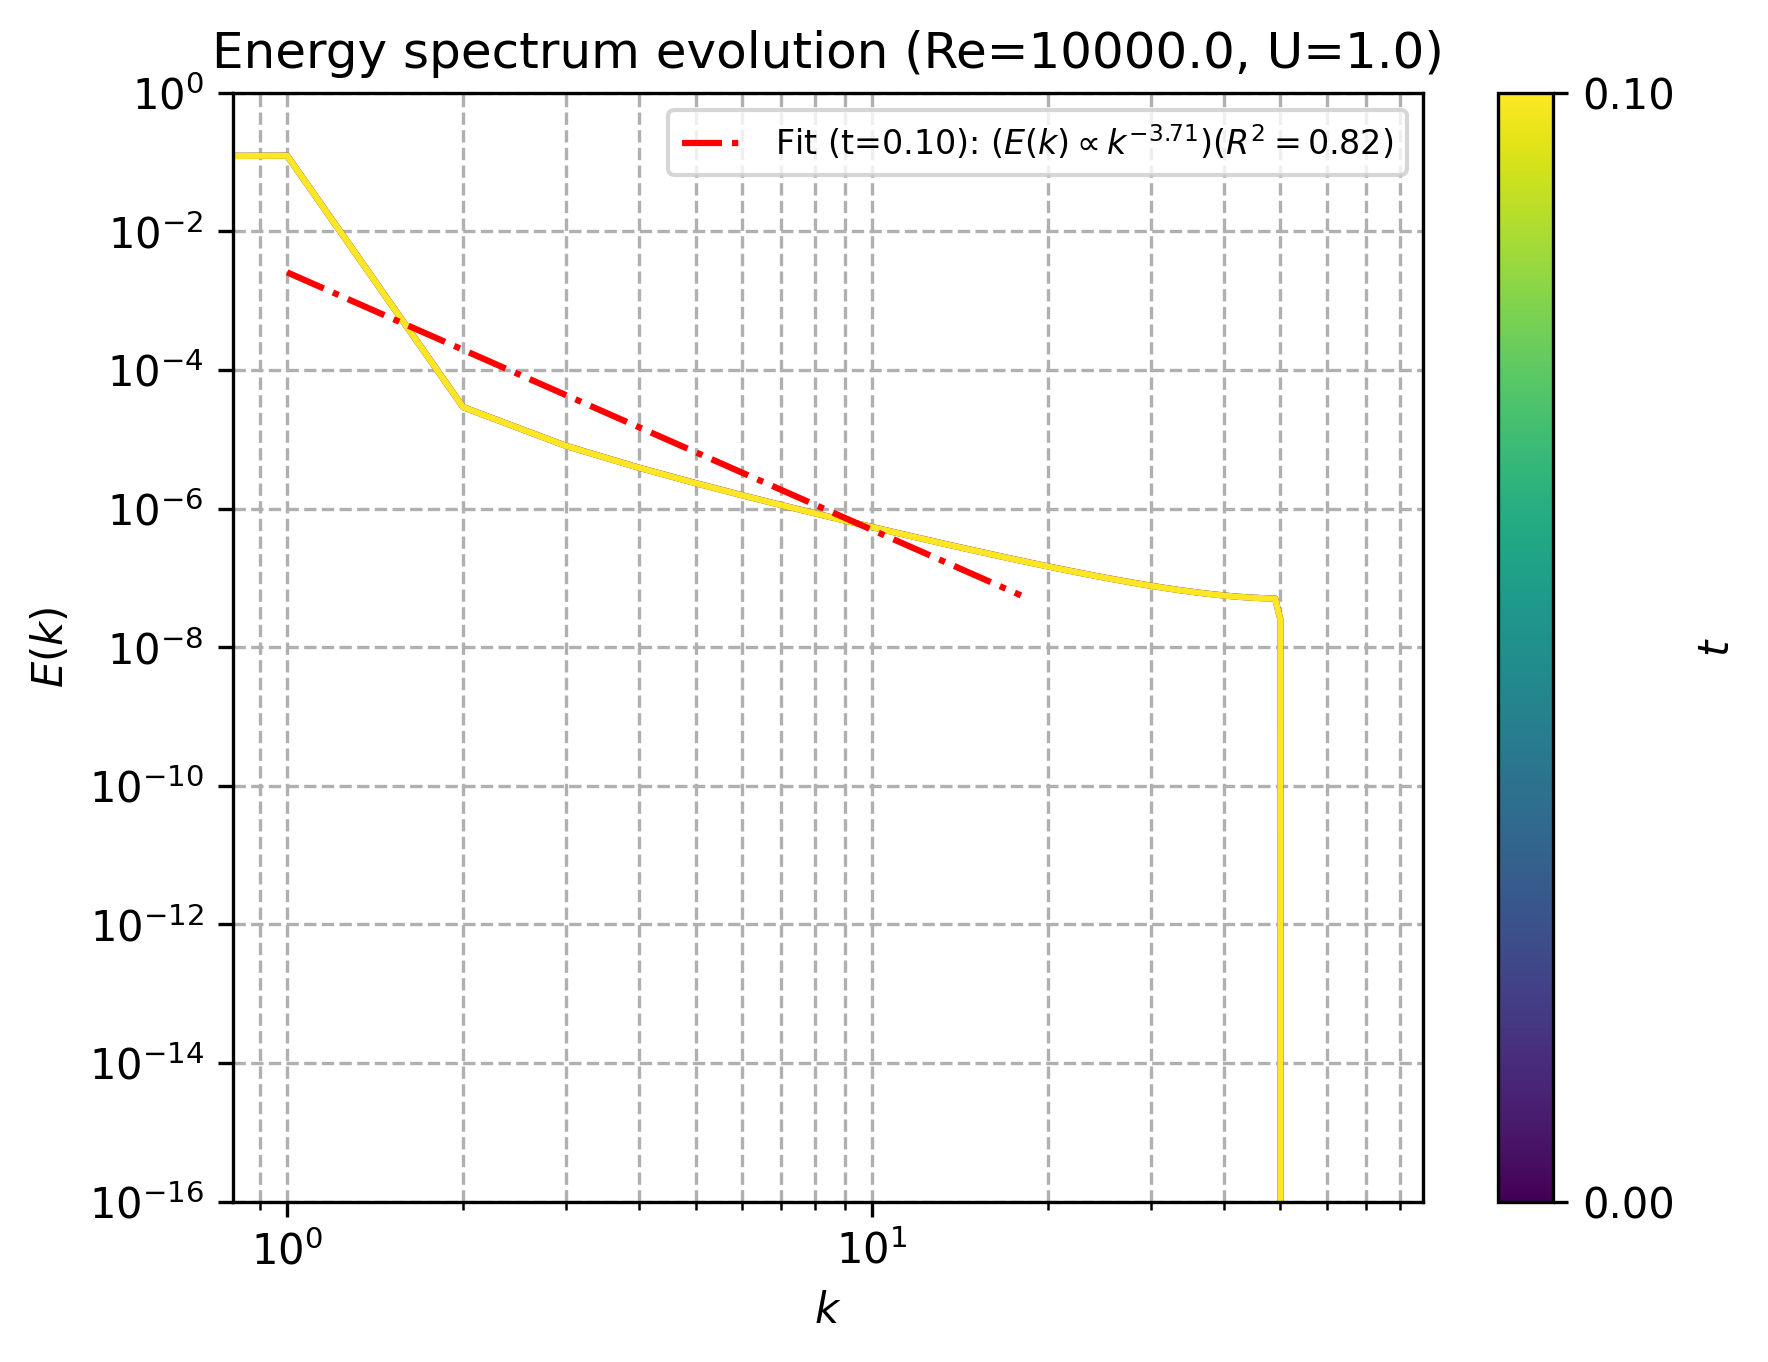 Energy spectrum evolution (Re=10000.0, U=1.0)
Fit (t=0.10): (E(k) ∝ k^{-3.71})(R^2 = 0.82)
10^0
10^{-2}
10^{-4}
10^{-6}
10^{-8}
10^{-10}
10^{-12}
10^{-14}
10^{-16}
E(k)
10^0
10^1
k
0.10
0.00
t